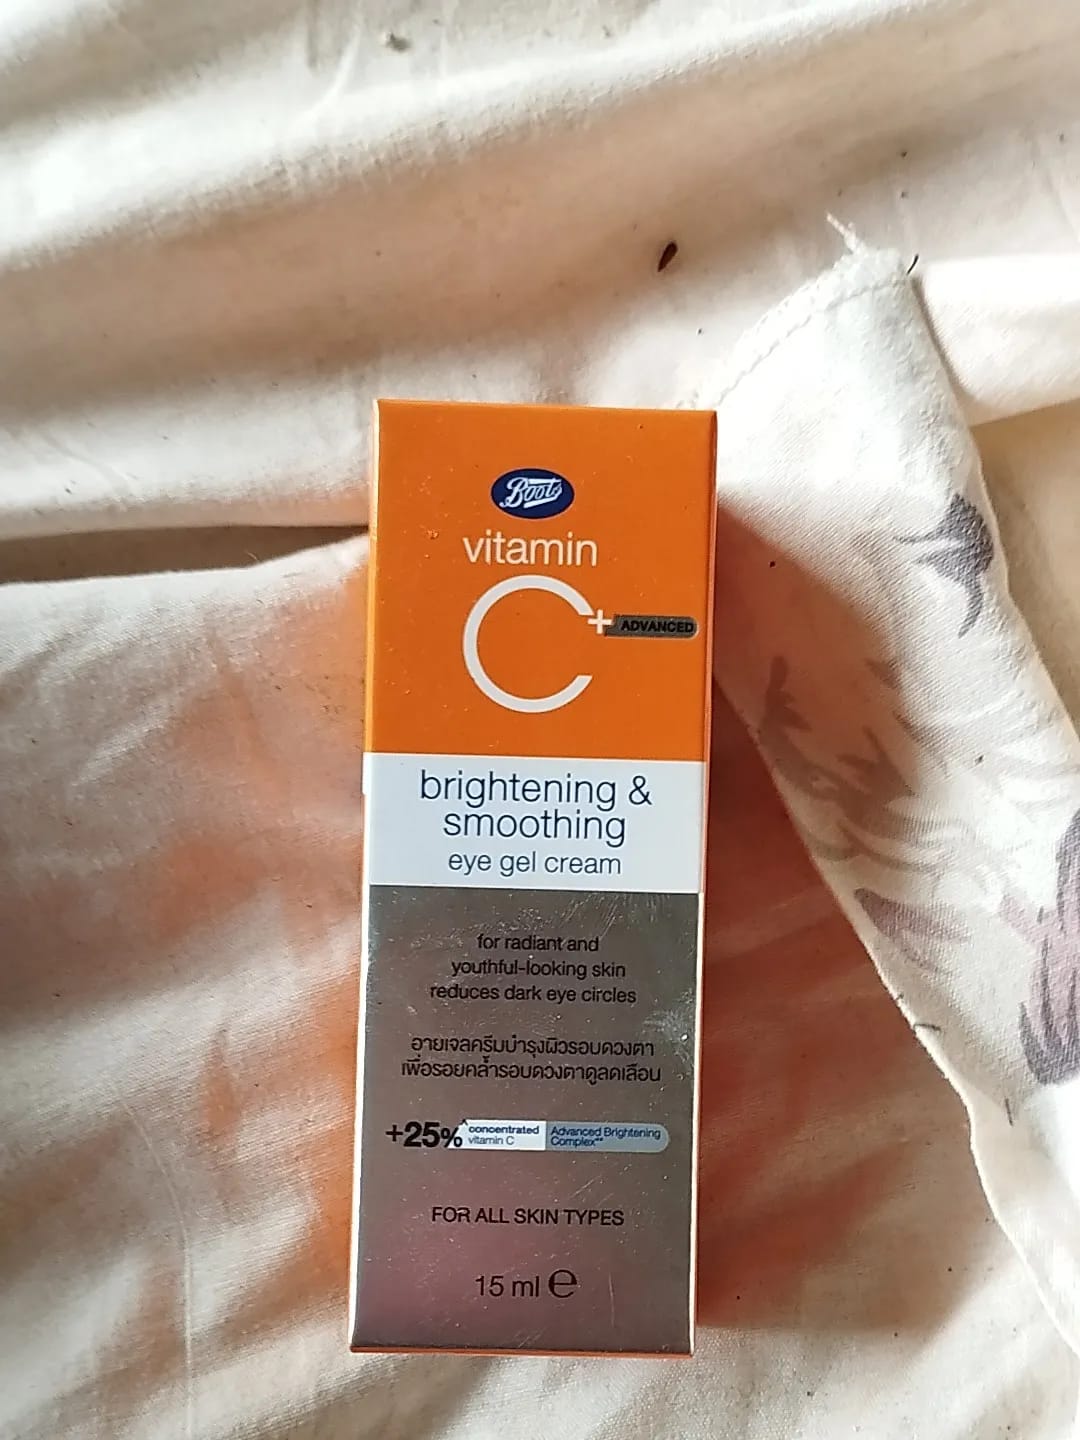 Boots
vitamin
C+ ADVANCED
brightening &
smoothing
eye gel cream
for radiant and
youthful-looking skin
reduces dark eye circles
อายเจลครีมบำรุงผิวรอบดวงตา
เพื่อรอยคล้ำรอบดวงตาดูลดเลือน
+25%^ concentrated vitamin C Advanced Brightening Complex**
FOR ALL SKIN TYPES
15 ml ℮